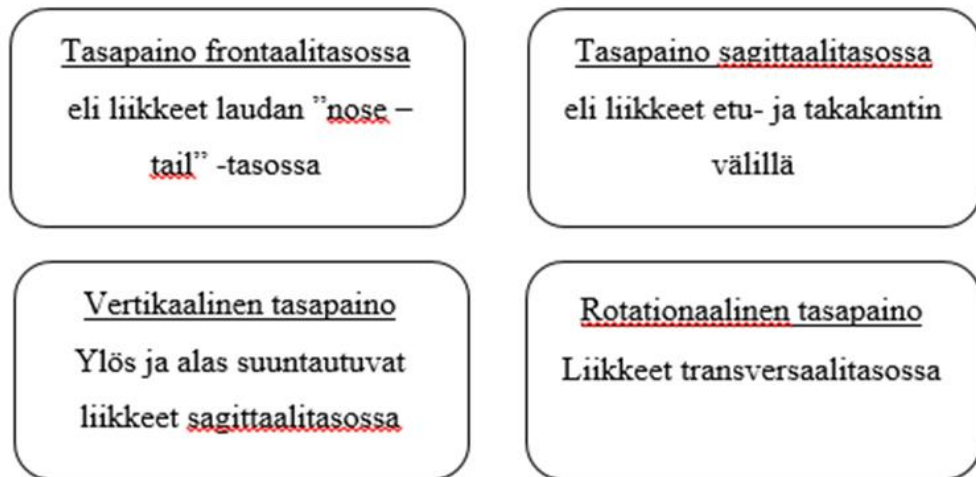 Tasapaino frontaalitasossa
eli liikkeet laudan ”nose –
tail” -tasossa
Tasapaino sagittaalitasossa
eli liikkeet etu- ja takakantin
välillä
Vertikaalinen tasapaino
Ylös ja alas suuntautuvat
liikkeet sagittaalitasossa
Rotationaalinen tasapaino
Liikkeet transversaalitasossa